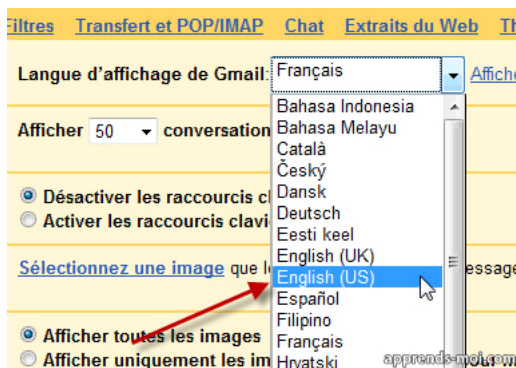 Filtres Transfert et POP/IMAP Chat Extraits du Web Th
Langue d'affichage de Gmail: Français Affiche
Bahasa Indonesia
Afficher 50 conversation Bahasa Melayu
Català
Česky
Dansk
Désactiver les raccourcis cl
Deutsch
Activer les raccourcis clavi
Eesti keel
English (UK)
Sélectionnez une image que l English (US) essage
Español
Filipino
Afficher toutes les images Français
Afficher uniquement les im Hrvatski
apprends-moi.com